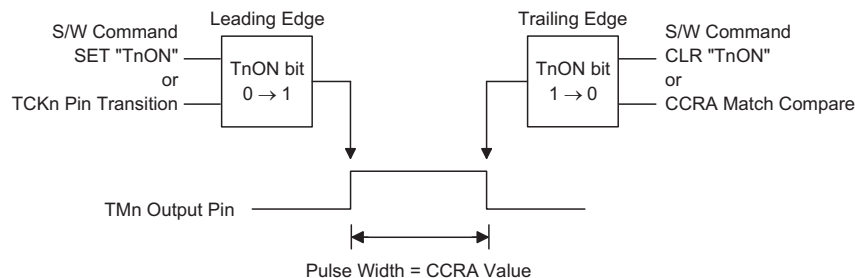 Leading Edge
S/W Command
SET "TnON"
or
TCKn Pin Transition
TnON bit
0 → 1
Trailing Edge
TnON bit
1 → 0
S/W Command
CLR "TnON"
or
CCRA Match Compare
TMn Output Pin
Pulse Width = CCRA Value